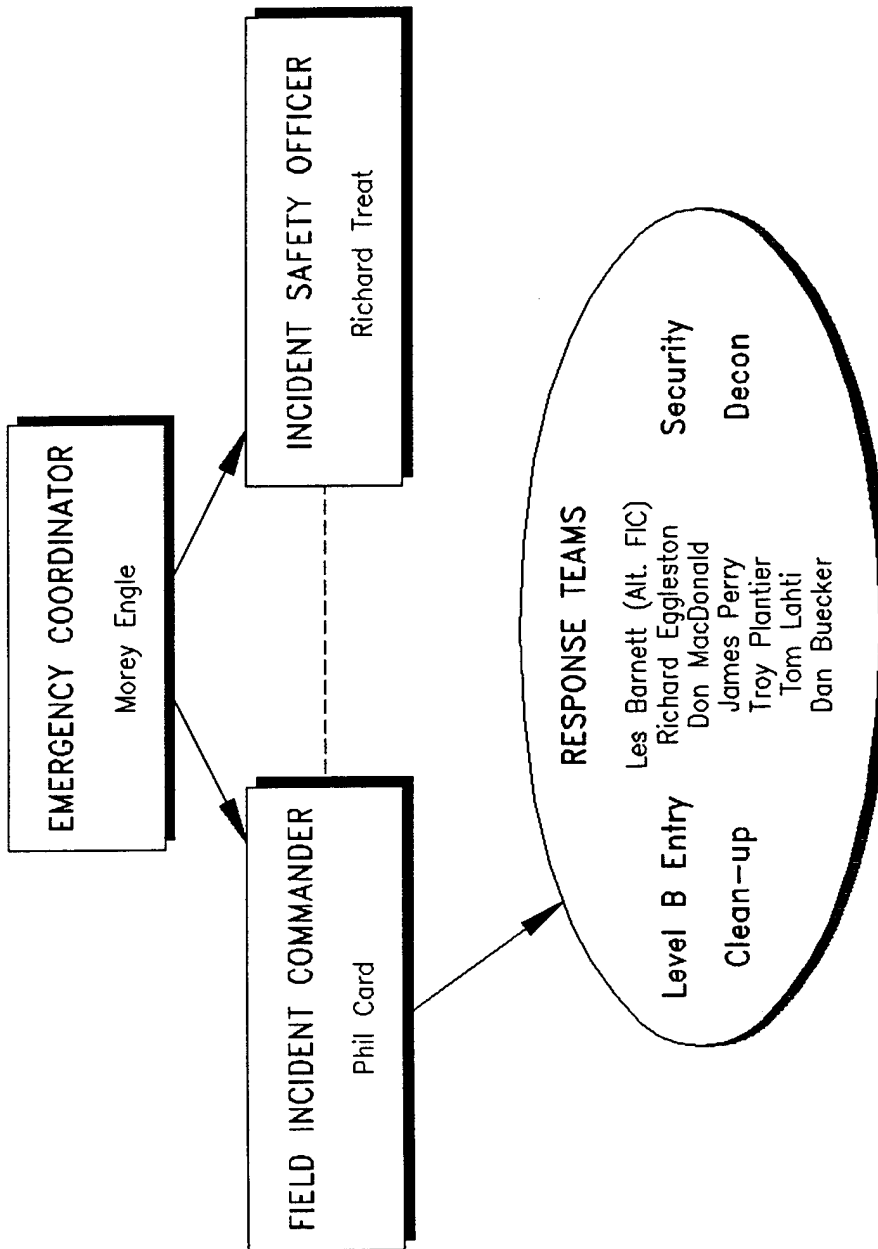 EMERGENCY COORDINATOR
Morey Engle
FIELD INCIDENT COMMANDER
Phil Card
INCIDENT SAFETY OFFICER
Richard Treat
RESPONSE TEAMS
Level B Entry
Clean-up
Les Barnett (Alt. FIC)
Richard Eggleston
Don MacDonald
James Perry
Troy Plantier
Tom Lahti
Dan Buecker
Security
Decon